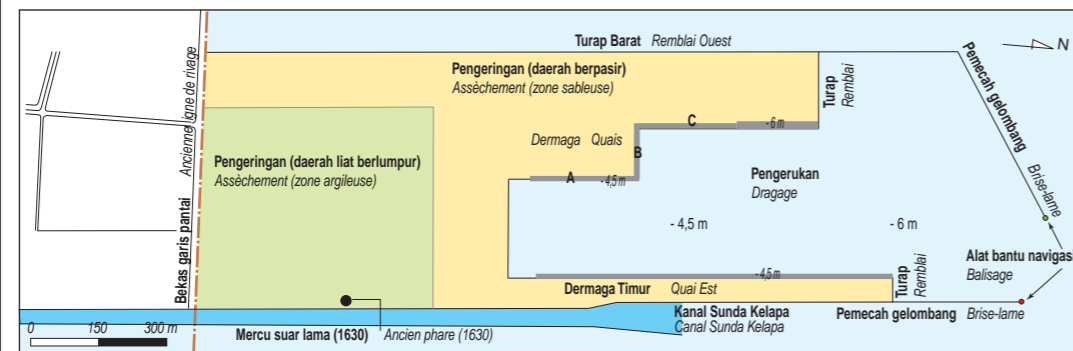 Turap Barat Remblai Ouest
N
Pengeringan (daerah berpasir)
Assèchement (zone sableuse)
Turap
Remblai
Pemecah gelombang
Brise-lame
Ancienne ligne de rivage
Bekas garis pantai
Pengeringan (daerah liat berlumpur)
Assèchement (zone argileuse)
Dermaga Quais
A
- 4,5 m
B
C
- 6 m
Pengerukan
Dragage
- 4,5 m
- 6 m
Alat bantu navigasi
Balisage
- 4,5 m
Dermaga Timur Quai Est
Turap
Remblai
Kanal Sunda Kelapa
Canal Sunda Kelapa
Pemecah gelombang Brise-lame
0 150 300 m
Mercu suar lama (1630) Ancien phare (1630)